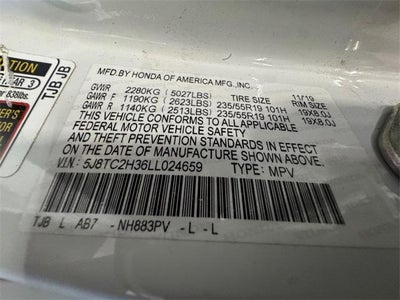 MFD.BY HONDA OF AMERICA MFG.,INC.
11/19
GVWR 2280KG (5027LBS) TIRE SIZE RIM SIZE
GAWR F 1190KG (2623LBS) 235/55R19 101H 19X8.0J
GAWR R 1140KG (2513LBS) 235/55R19 101H 19X8.0J
THIS VEHICLE CONFORMS TO ALL APPLICABLE
FEDERAL MOTOR VEHICLE SAFETY
AND THEFT PREVENTION STANDARDS IN EFFECT
ON THE DATE OF MANUFACTURE SHOWN ABOVE.
V.I.N: 5J8TC2H36LL024659 TYPE: MPV
TJB L AB7 - NH883PV - L - L
TJB JB